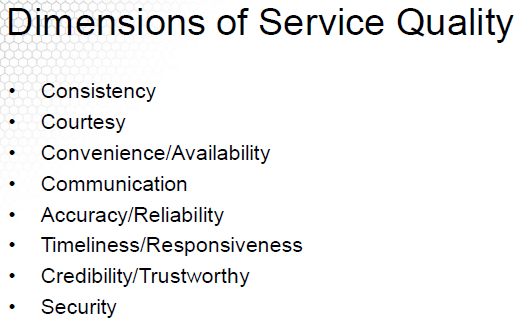 Dimensions of Service Quality
• Consistency
• Courtesy
• Convenience/Availability
• Communication
• Accuracy/Reliability
• Timeliness/Responsiveness
• Credibility/Trustworthy
• Security